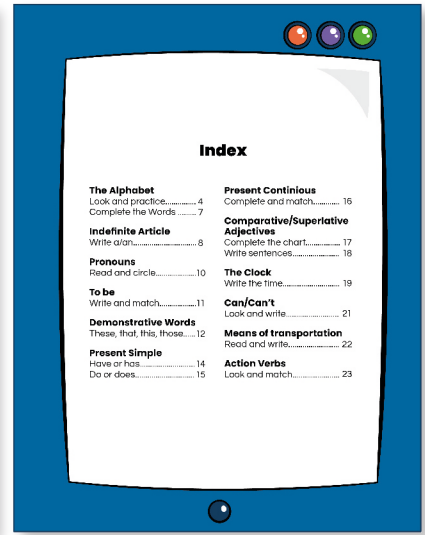 Index
The Alphabet
Look and practice............. 4
Complete the Words ........ 7
Indefinite Article
Write a/an........................ 8
Pronouns
Read and circle................10
To be
Write and match..............11
Demonstrative Words
These, that, this, those......12
Present Simple
Have or has...................... 14
Do or does........................ 15
Present Continious
Complete and match........... 16
Comparative/Superlative
Adjectives
Complete the chart............. 17
Write sentences................. 18
The Clock
Write the time.................... 19
Can/Can't
Look and write................... 21
Means of transportation
Read and write.................. 22
Action Verbs
Look and match................. 23